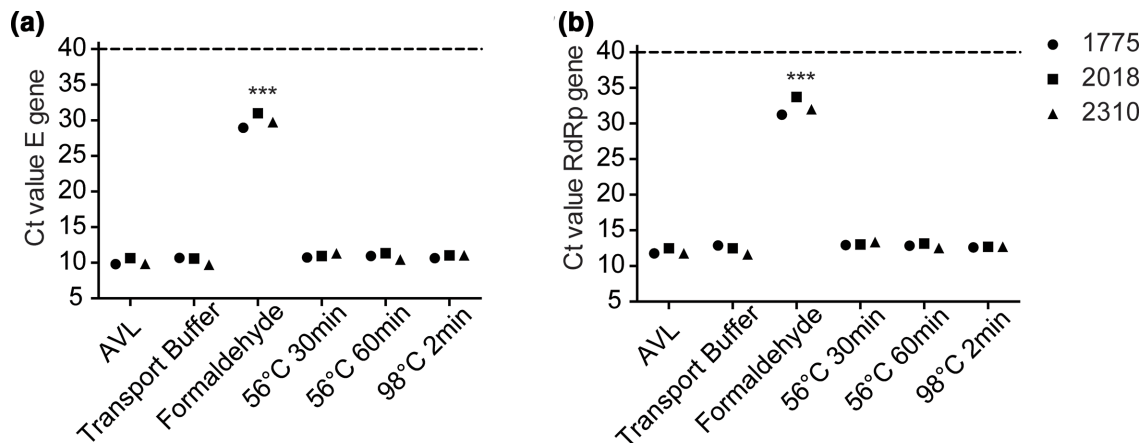 (a)
Ct value E gene
40
35
30
25
20
15
10
5
***
AVL
Transport Buffer
Formaldehyde
56°C 30min
56°C 60min
98°C 2min
(b)
Ct value RdRp gene
40
35
30
25
20
15
10
5
***
AVL
Transport Buffer
Formaldehyde
56°C 30min
56°C 60min
98°C 2min
1775
2018
2310